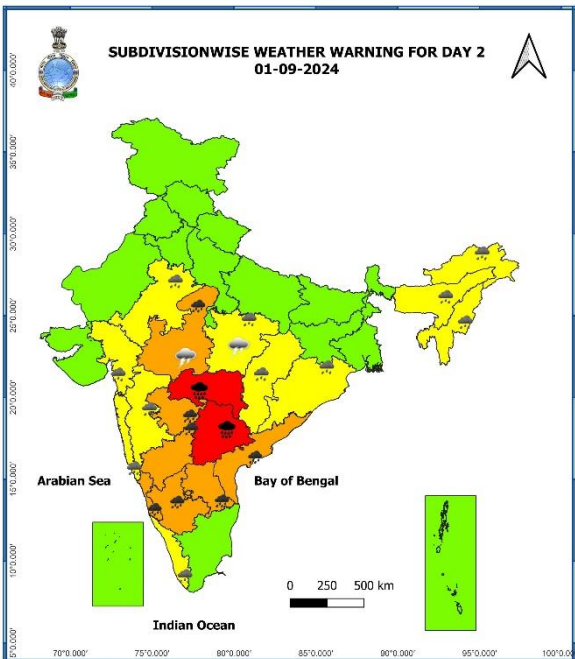 SUBDIVISIONWISE WEATHER WARNING FOR DAY 2
01-09-2024
40°0.000'
35°0.000'
30°0.000'
25°0.000'
20°0.000'
15°0.000'
10°0.000'
5°0.000'
Arabian Sea
Bay of Bengal
0 250 500 km
Indian Ocean
70°0.000' 75°0.000' 80°0.000' 85°0.000' 90°0.000' 95°0.000' 100°0.000'